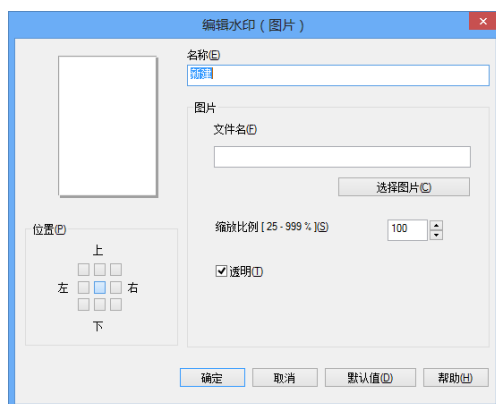 编辑水印（图片）
名称(E)
新建
图片
文件名(F)
选择图片(C)
缩放比例 [ 25 - 999 % ](S)
100
透明(T)
位置(P)
上
左 右
下
确定 取消 默认值(D) 帮助(H)